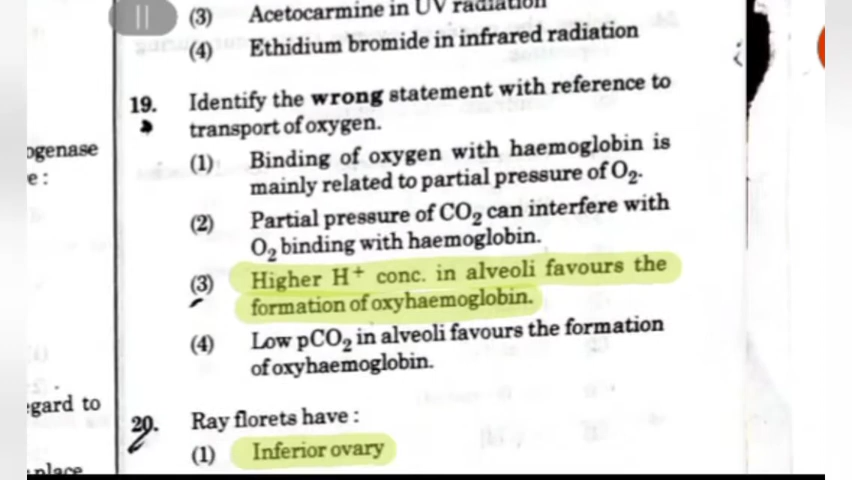 (3) Acetocarmine in UV radiation
(4) Ethidium bromide in infrared radiation
19. Identify the wrong statement with reference to
transport of oxygen.
(1) Binding of oxygen with haemoglobin is
mainly related to partial pressure of O₂.
(2) Partial pressure of CO₂ can interfere with
O₂ binding with haemoglobin.
(3) Higher H⁺ conc. in alveoli favours the
formation of oxyhaemoglobin.
(4) Low pCO₂ in alveoli favours the formation
of oxyhaemoglobin.
20. Ray florets have :
(1) Inferior ovary
ogenase
e :
egard to
place